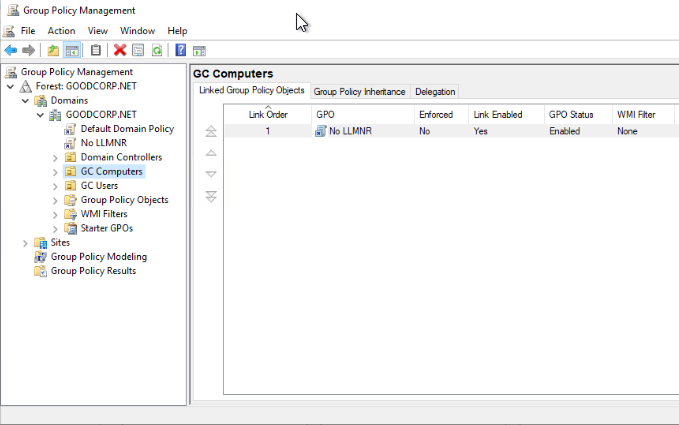 Group Policy Management
File Action View Window Help
Group Policy Management
Forest: GOODCORP.NET
Domains
GOODCORP.NET
Default Domain Policy
No LLMNR
Domain Controllers
GC Computers
GC Users
Group Policy Objects
WMI Filters
Starter GPOs
Sites
Group Policy Modeling
Group Policy Results
GC Computers
Linked Group Policy Objects Group Policy Inheritance Delegation
Link Order GPO Enforced Link Enabled GPO Status WMI Filter
1 No LLMNR No Yes Enabled None